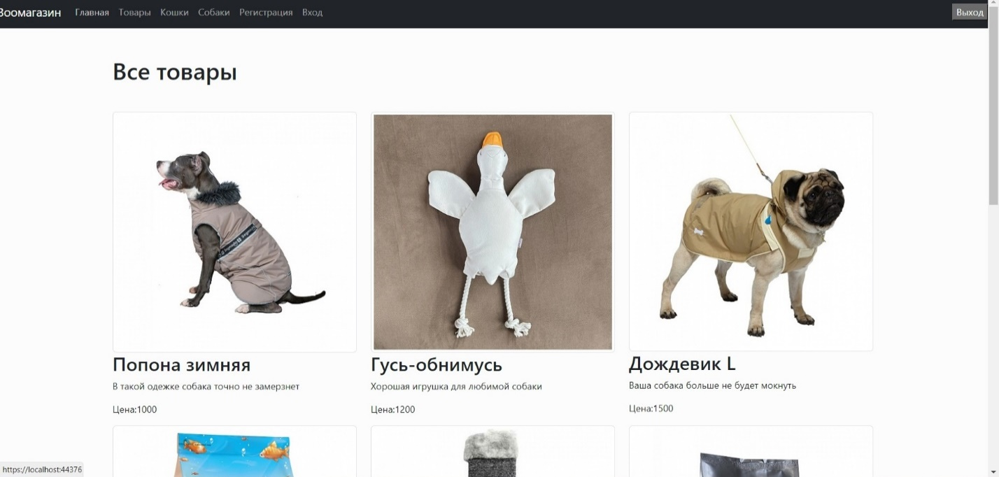 Зоомагазин Главная Товары Кошки Собаки Регистрация Вход Выход
Все товары
Попона зимняя
В такой одежке собака точно не замерзнет
Цена:1000
Гусь-обнимусь
Хорошая игрушка для любимой собаки
Цена:1200
Дождевик L
Ваша собака больше не будет мокнуть
Цена:1500
https://localhost:44376